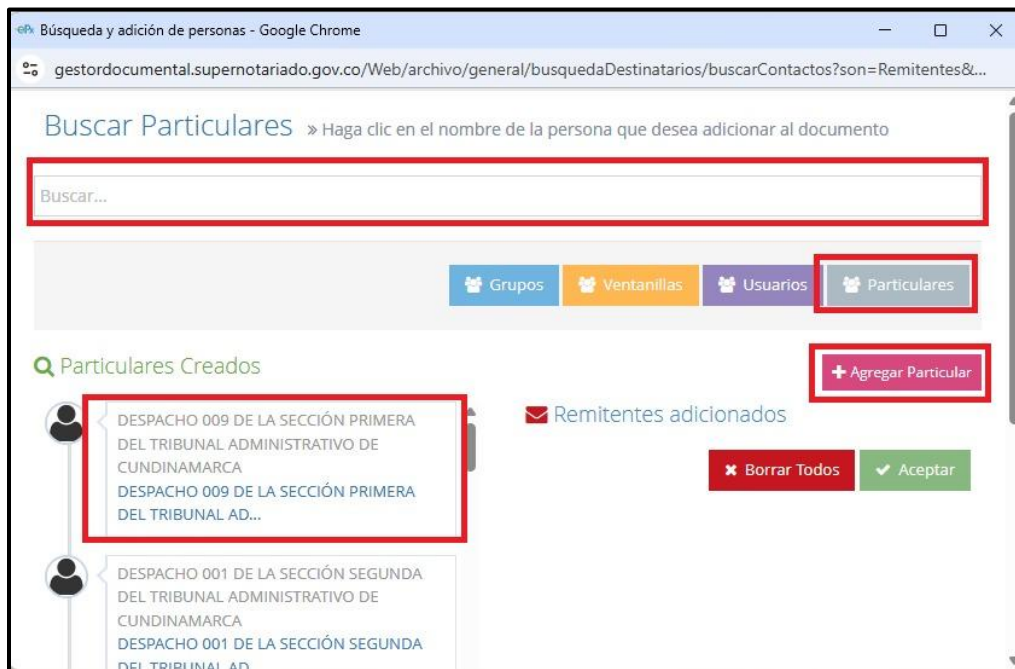 Búsqueda y adición de personas - Google Chrome
gestordocumental.supernotariado.gov.co/Web/archivo/general/busquedaDestinatarios/buscarContactos?son=Remitentes&...
Buscar Particulares » Haga clic en el nombre de la persona que desea adicionar al documento
Buscar...
Grupos Ventanillas Usuarios Particulares
Particulares Creados
+ Agregar Particular
DESPACHO 009 DE LA SECCIÓN PRIMERA
DEL TRIBUNAL ADMINISTRATIVO DE
CUNDINAMARCA
DESPACHO 009 DE LA SECCIÓN PRIMERA
DEL TRIBUNAL AD...
Remitentes adicionados
Borrar Todos Aceptar
DESPACHO 001 DE LA SECCIÓN SEGUNDA
DEL TRIBUNAL ADMINISTRATIVO DE
CUNDINAMARCA
DESPACHO 001 DE LA SECCIÓN SEGUNDA
DEL TRIBUNAL AD